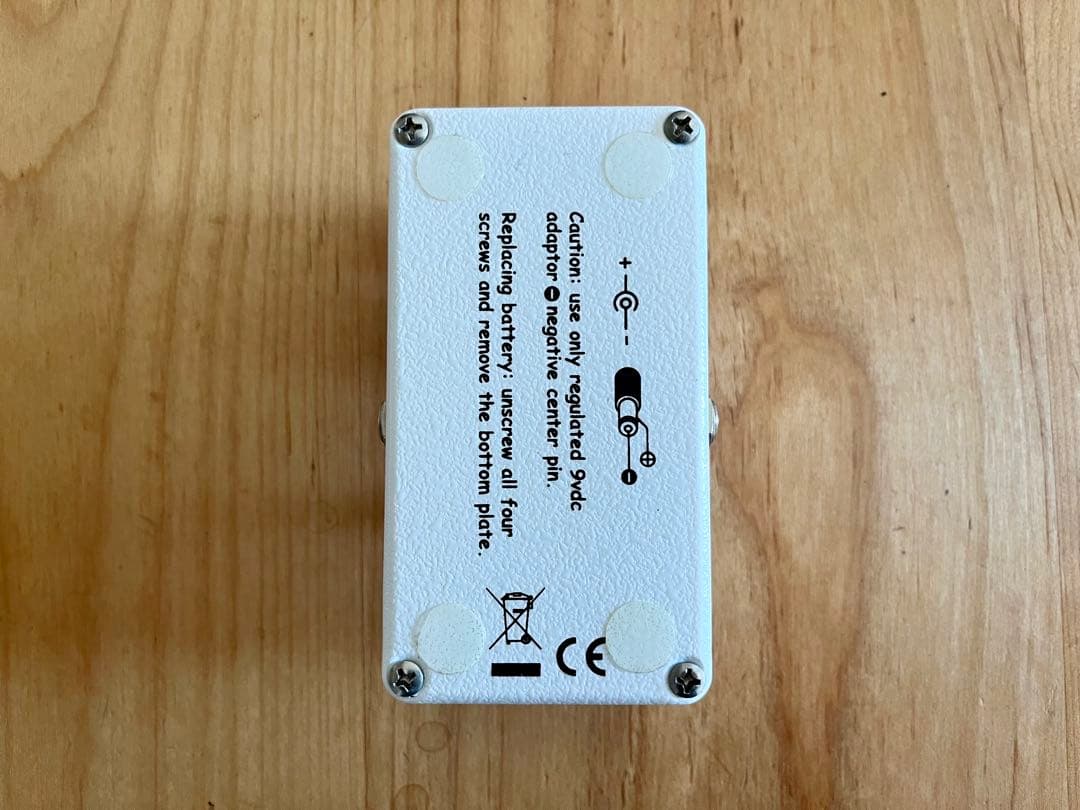 + -
+
-
Caution: use only regulated 9vdc
adaptor ⊖ negative center pin.
Replacing battery: unscrew all four
screws and remove the bottom plate.
CE